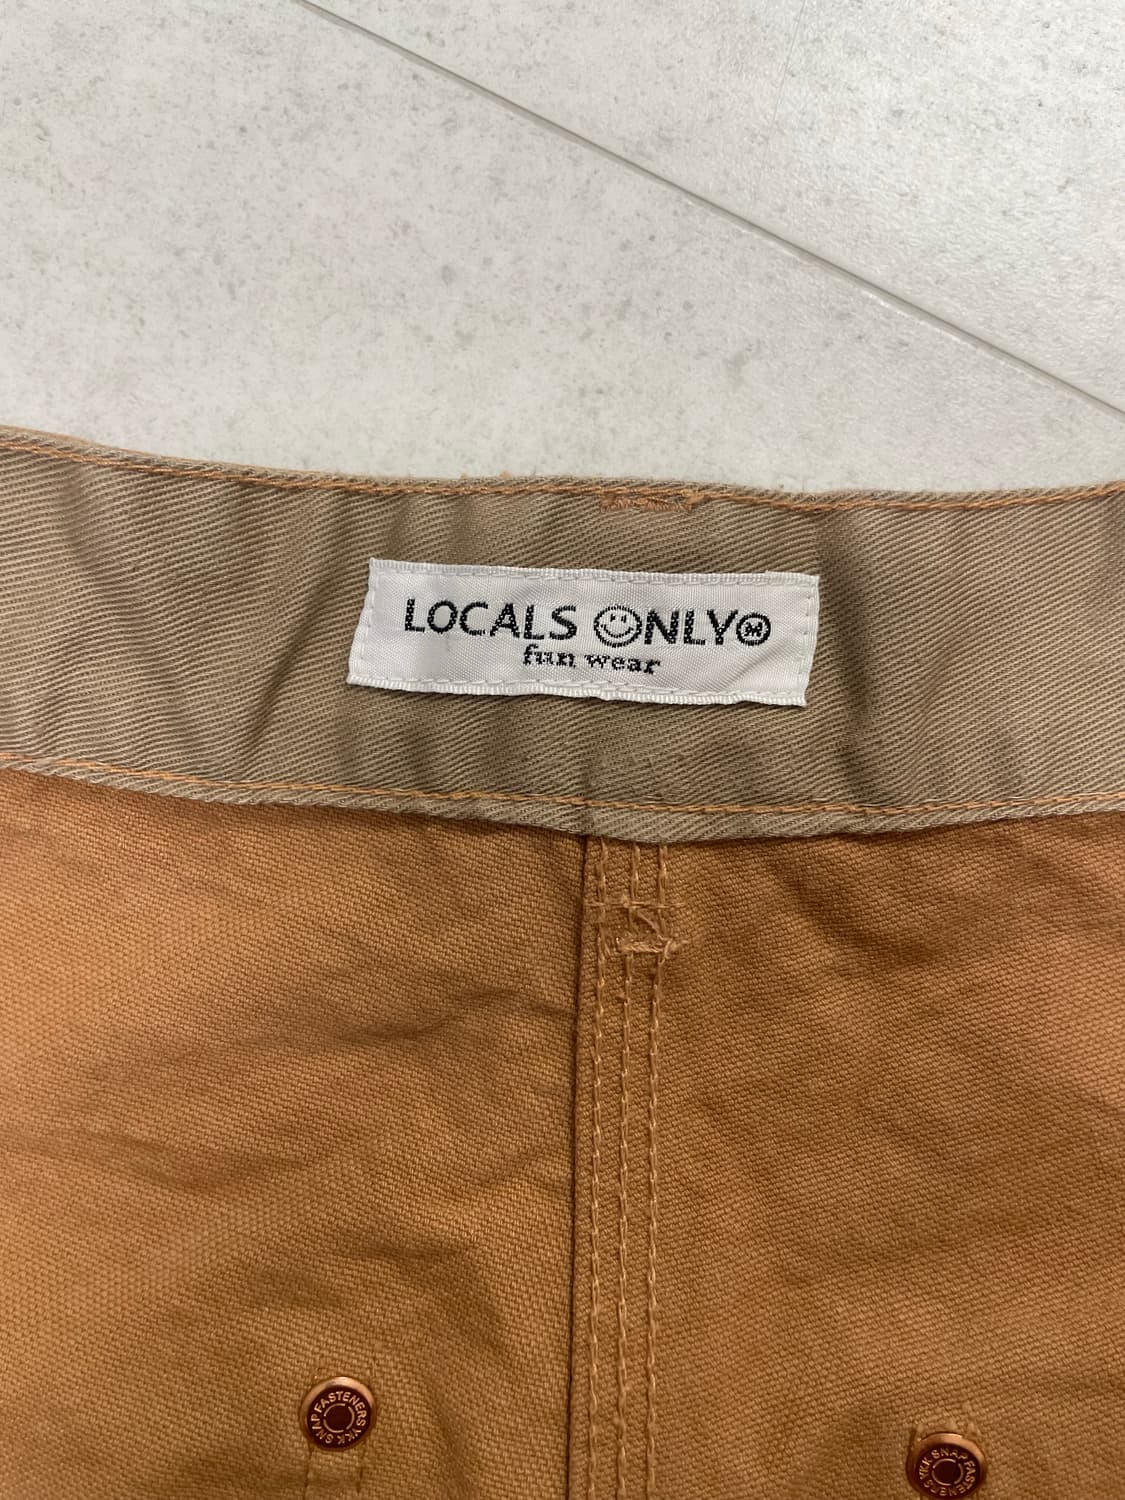 LOCALS ONLY
fun wear
SNAP FASTENERS YKK
YKK SNAP FASTENERS